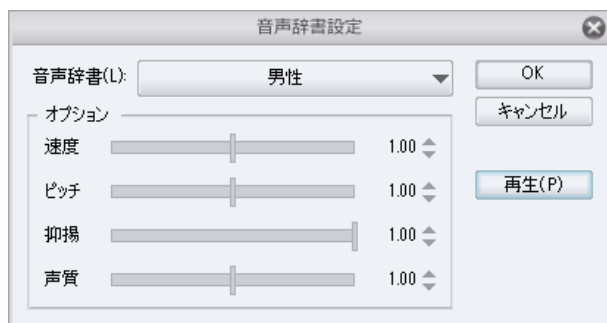 音声辞書設定
音声辞書(L): 男性 OK
オプション キャンセル
速度 1.00
ピッチ 1.00 再生(P)
抑揚 1.00
声質 1.00